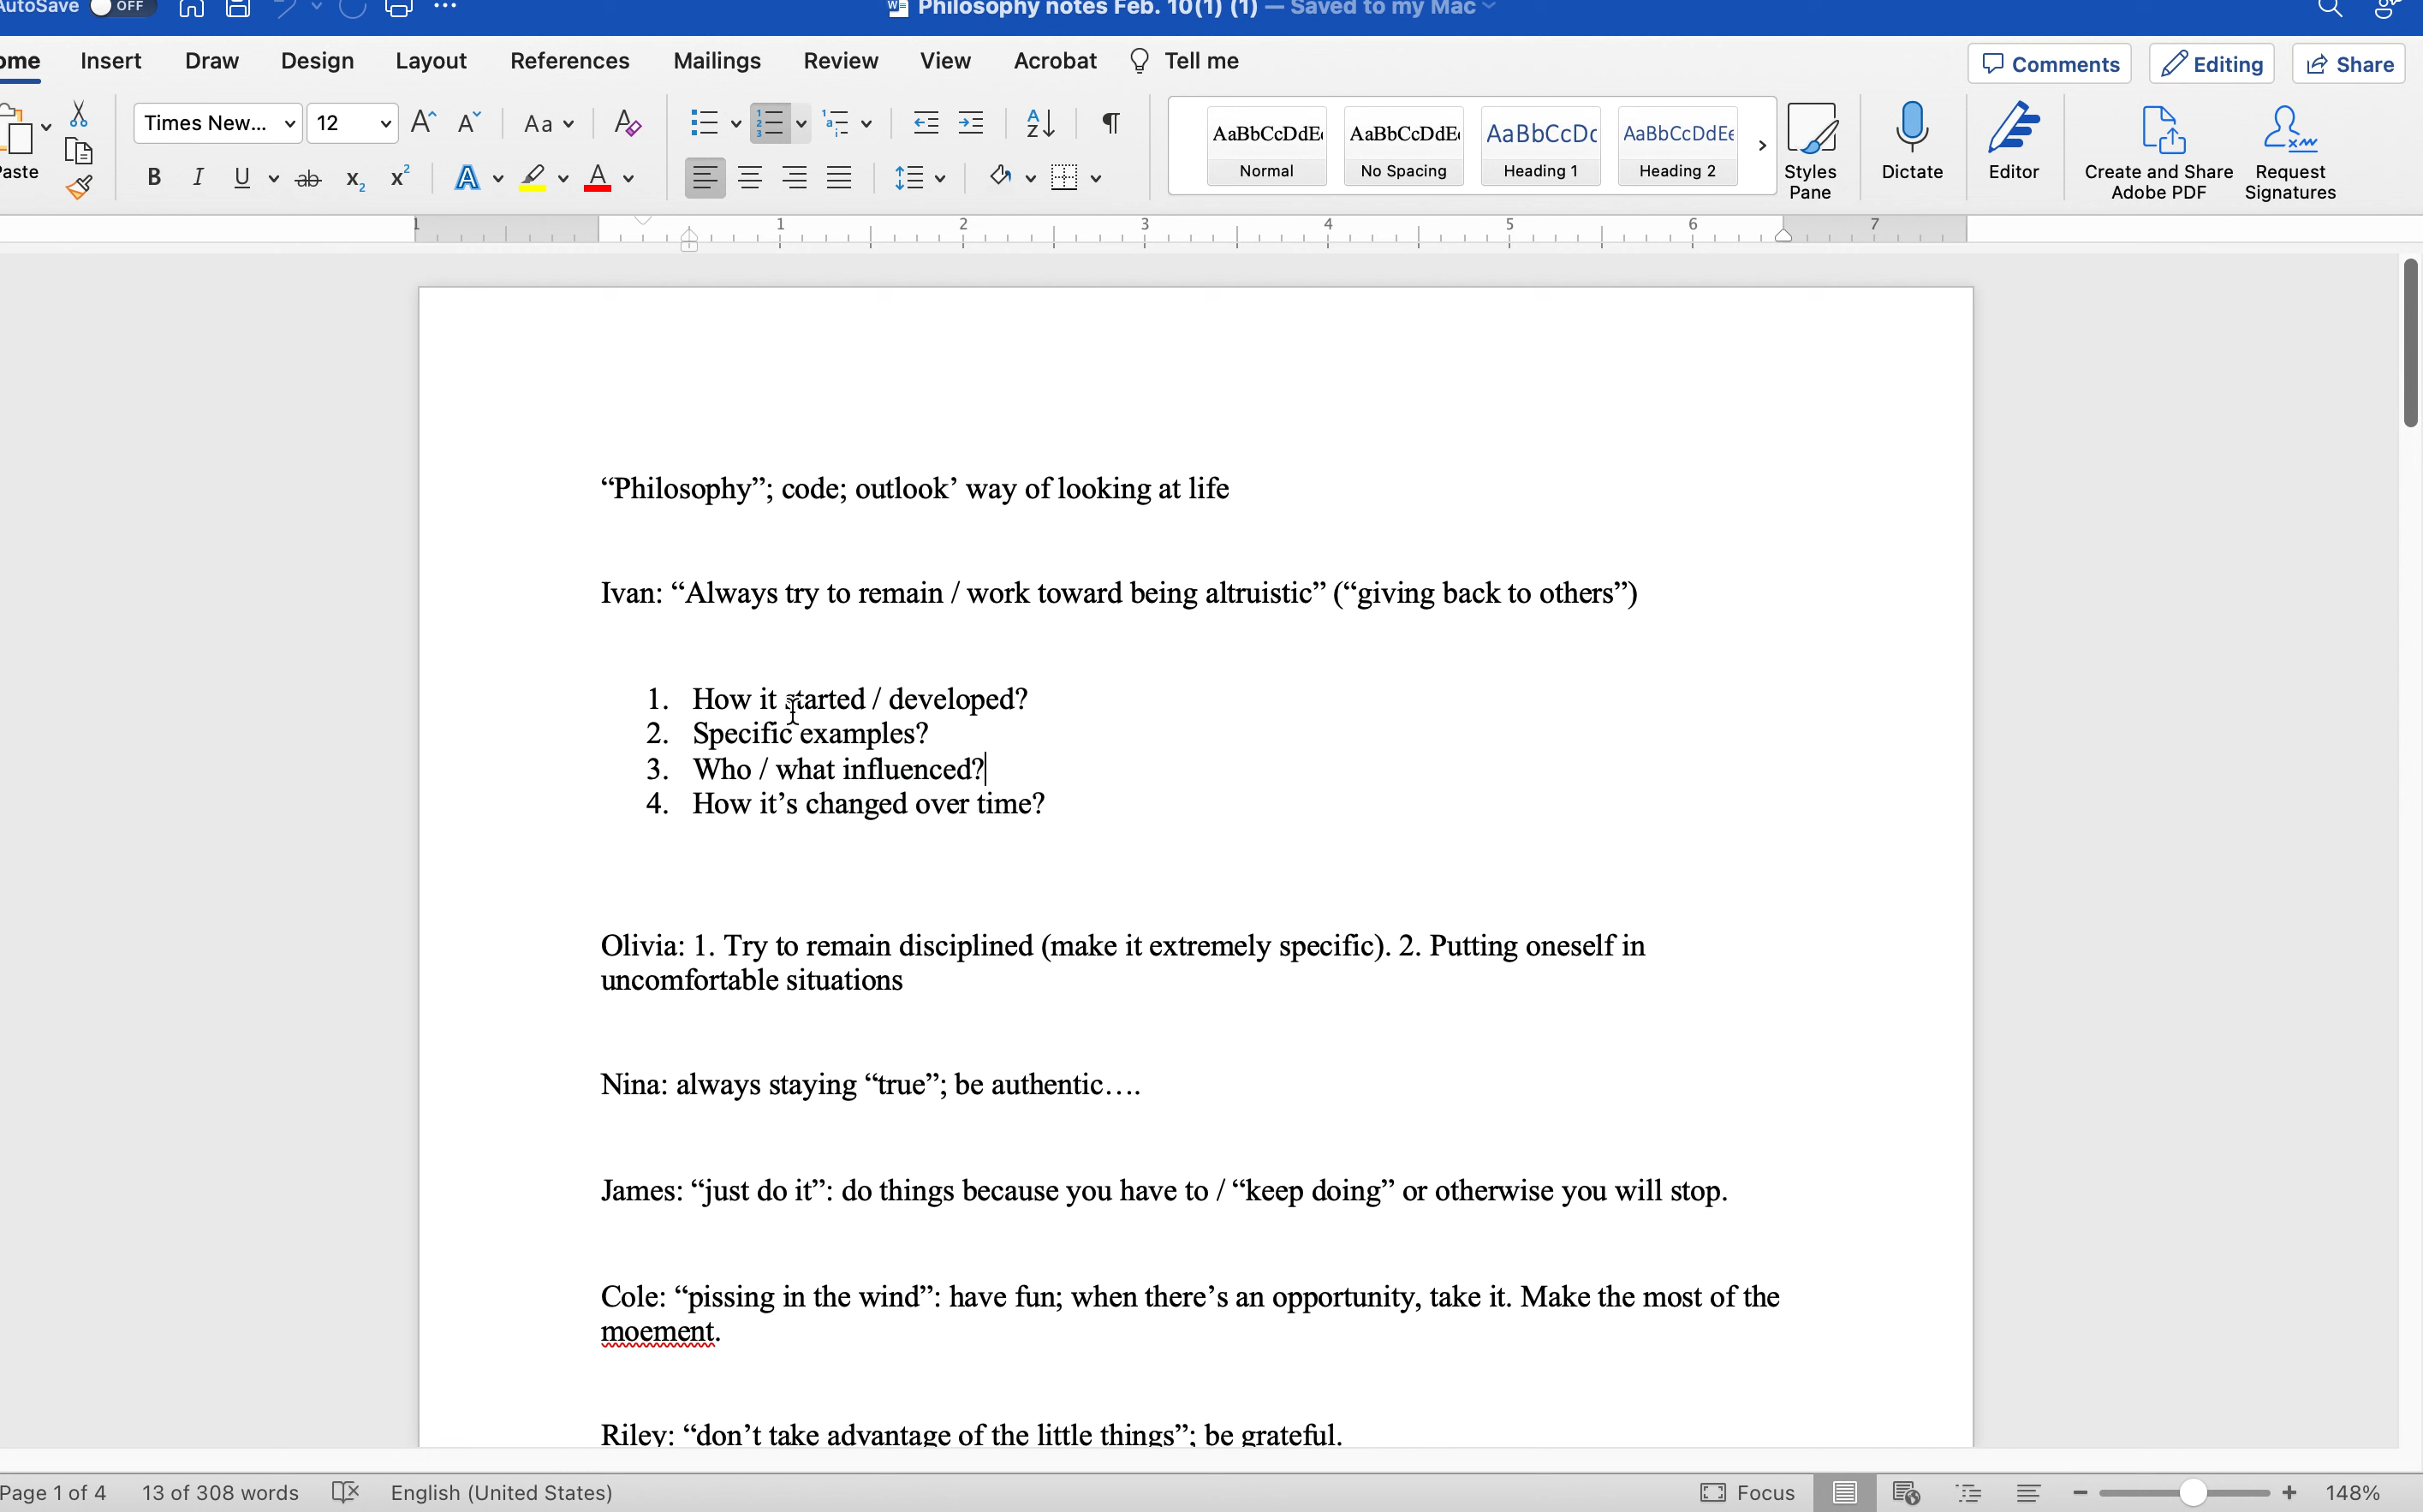 AutoSave OFF Philosophy notes Feb. 10(1) (1) — Saved to my Mac
ome Insert Draw Design Layout References Mailings Review View Acrobat Tell me Comments Editing Share
Times New... 12 Aa
Paste
B I U ab x2 x2 A A
AaBbCcDdE AaBbCcDdE AaBbCcDc AaBbCcDdEe
Normal No Spacing Heading 1 Heading 2
Styles Pane
Dictate
Editor
Create and Share Adobe PDF
Request Signatures
1 1 2 3 4 5 6 7
“Philosophy”; code; outlook’ way of looking at life
Ivan: “Always try to remain / work toward being altruistic” (“giving back to others”)
1. How it started / developed?
2. Specific examples?
3. Who / what influenced?
4. How it’s changed over time?
Olivia: 1. Try to remain disciplined (make it extremely specific). 2. Putting oneself in
uncomfortable situations
Nina: always staying “true”; be authentic….
James: “just do it”: do things because you have to / “keep doing” or otherwise you will stop.
Cole: “pissing in the wind”: have fun; when there’s an opportunity, take it. Make the most of the
moement.
Riley: “don’t take advantage of the little things”; be grateful.
Page 1 of 4 13 of 308 words English (United States) Focus 148%